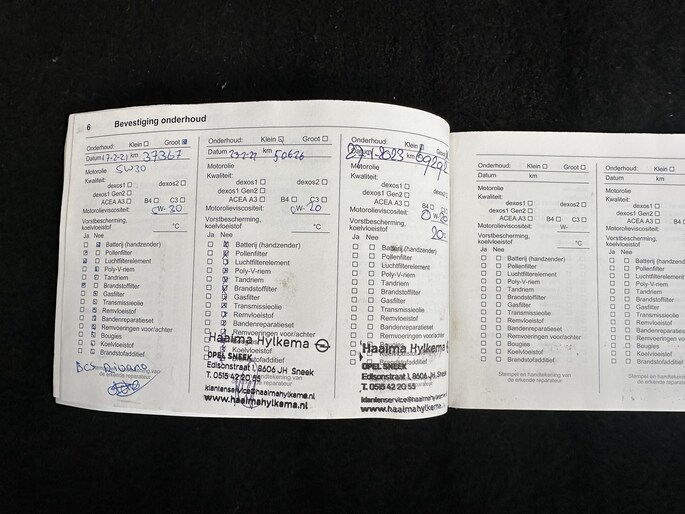 6 Bevestiging onderhoud
Onderhoud: Klein Groot
Datum 17-2-21 km 37367
Motorolie 5W30
Kwaliteit:
dexos1 dexos2
dexos1 Gen2
ACEA A3 B4 C3
Motorolieviscositeit: W-30
Vorstbescherming,
koelvloeistof °C
Ja Nee
Batterij (handzender)
Pollenfilter
Luchtfilterelement
Poly-V-riem
Tandriem
Brandstoffilter
Gasfilter
Transmissieolie
Remvloeistof
Bandenreparatieset
Remvoeringen voor/achter
Bougies
Koelvloeistof
Brandstofadditief
BCS
de erkende reparateur
Onderhoud: Klein Groot
Datum km 50626
Motorolie
Kwaliteit:
dexos1 dexos2
dexos1 Gen2
ACEA A3 B4 C3
Motorolieviscositeit: 0W-20
Vorstbescherming,
koelvloeistof °C
Ja Nee
Batterij (handzender)
Pollenfilter
Luchtfilterelement
Poly-V-riem
Tandriem
Brandstoffilter
Gasfilter
Transmissieolie
Remvloeistof
Bandenreparatieset
Remvoeringen voor/achter
Haaima Hylkema
Koelvloeistof
OPEL SNEEK
Brandstofadditief
Edisonstraat 1, 8606 JH Sneek
T. 0515 42 20 55
klantenservice@haaimahylkema.nl
www.haaimahylkema.nl
Onderhoud: Klein Groot
2023
Motorolie
Kwaliteit:
dexos1 dexos2
dexos1 Gen2
ACEA A3 B4
Motorolieviscositeit: 0W-
Vorstbescherming,
koelvloeistof
Ja Nee
Batterij (handzender)
Pollenfilter
Luchtfilterelement
Poly-V-riem
Tandriem
Brandstoffilter
Gasfilter
Transmissieolie
Remvloeistof
Bandenreparatieset
Remvoeringen voor/achter
Haaima Hylkema
OPEL SNEEK
Edisonstraat 1, 8606 JH Sneek
T. 0515 42 20 55
klantenservice@haaimahylkema
www.haaimahylkema.nl
Onderhoud: Klein Groot
Datum km
Motorolie
Kwaliteit:
dexos1 dexos2
dexos1 Gen2
ACEA A3 B4 C3
Motorolieviscositeit: W-
Vorstbescherming,
koelvloeistof °C
Ja Nee
Batterij (handzender)
Pollenfilter
Luchtfilterelement
Poly-V-riem
Tandriem
Brandstoffilter
Gasfilter
Transmissieolie
Remvloeistof
Bandenreparatieset
Remvoeringen voor/achter
Bougies
Koelvloeistof
Brandstofadditief
Stempel en handtekening van
de erkende reparateur
Onderhoud: Klein
Datum km
Motorolie
Kwaliteit:
dexos1
dexos1 Gen2
ACEA A3
Motorolieviscositeit:
Vorstbescherming,
koelvloeistof
Ja Nee
Batterij (handzender)
Pollenfilter
Luchtfilterelement
Poly-V-riem
Tandriem
Brandstoffilter
Gasfilter
Transmissieolie
Remvloeistof
Bandenreparatieset
Bougies
Koelvloeistof
Brandstofadditief
Stempel en
de erkende